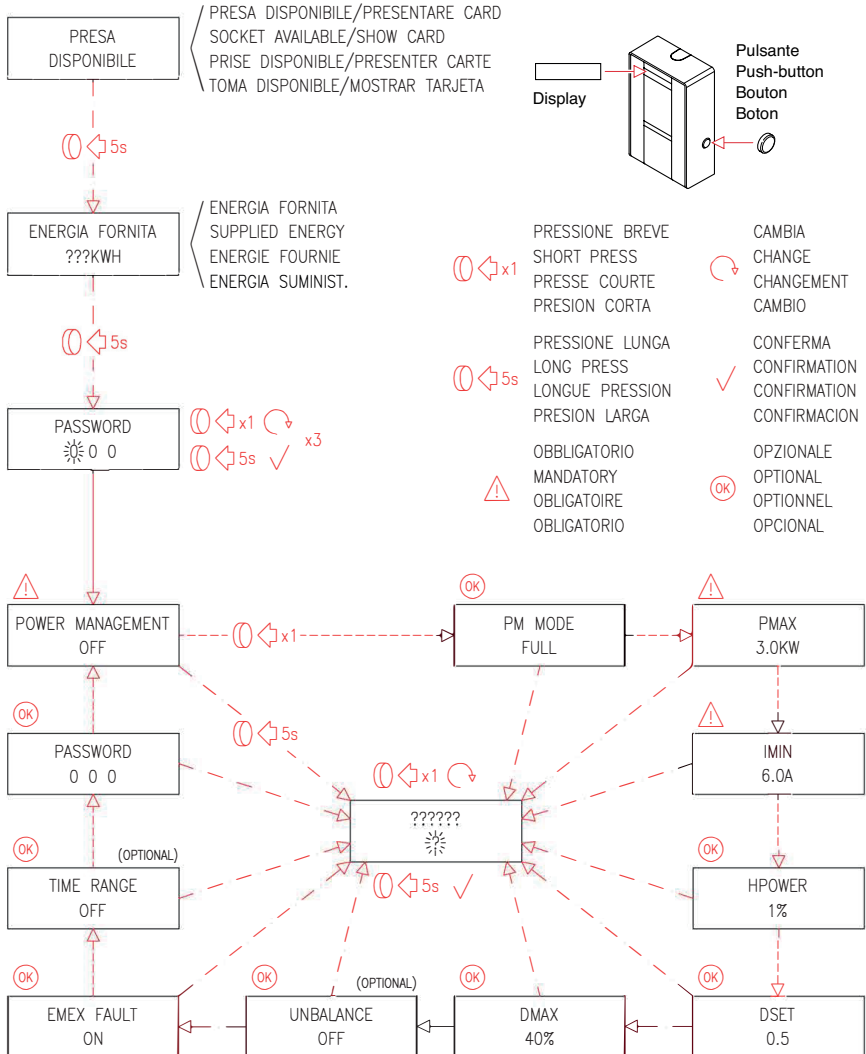 PRESA
DISPONIBILE
PRESA DISPONIBILE/PRESENTARE CARD
SOCKET AVAILABLE/SHOW CARD
PRISE DISPONIBLE/PRESENTER CARTE
TOMA DISPONIBLE/MOSTRAR TARJETA
Display
Pulsante
Push-button
Bouton
Boton
5s
ENERGIA FORNITA
???KWH
ENERGIA FORNITA
SUPPLIED ENERGY
ENERGIE FOURNIE
ENERGIA SUMINIST.
x1
PRESSIONE BREVE
SHORT PRESS
PRESSE COURTE
PRESION CORTA
CAMBIA
CHANGE
CHANGEMENT
CAMBIO
5s
5s
PRESSIONE LUNGA
LONG PRESS
LONGUE PRESSION
PRESION LARGA
CONFERMA
CONFIRMATION
CONFIRMATION
CONFIRMACION
PASSWORD
0 0 0
x1
5s
x3
OBBLIGATORIO
MANDATORY
OBLIGATOIRE
OBLIGATORIO
OK
OPZIONALE
OPTIONAL
OPTIONNEL
OPCIONAL
!
!
POWER MANAGEMENT
OFF
x1
OK
PM MODE
FULL
!
PMAX
3.0KW
OK
PASSWORD
0 0 0
5s
!
IMIN
6.0A
x1
??????
?
5s
OK
(OPTIONAL)
TIME RANGE
OFF
OK
HPOWER
1%
OK
EMEX FAULT
ON
OK
(OPTIONAL)
UNBALANCE
OFF
OK
DMAX
40%
OK
DSET
0.5